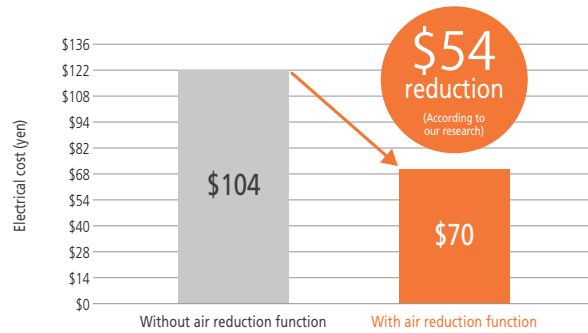 $54
reduction
(According to
our research)
Electrical cost (yen)
$136
$122
$108
$94
$82
$68
$54
$40
$28
$14
$0
$104
$70
Without air reduction function
With air reduction function